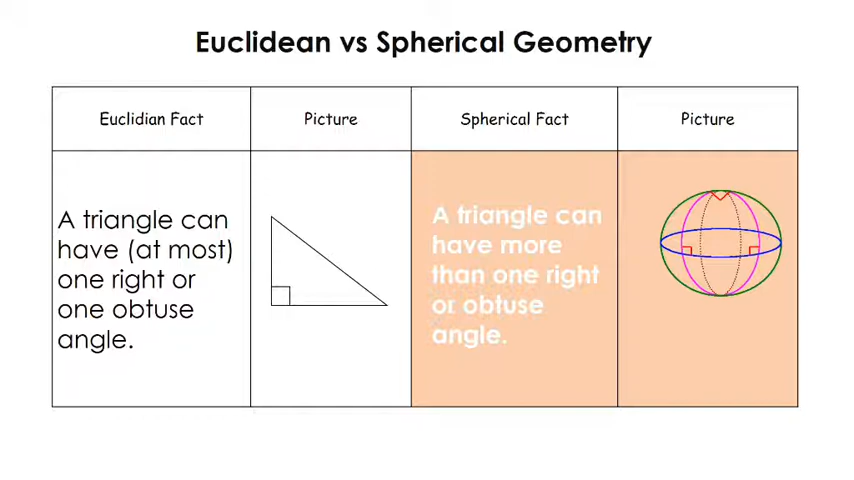 Euclidean vs Spherical Geometry
Euclidian Fact
Picture
Spherical Fact
Picture
A triangle can
have (at most)
one right or
one obtuse
angle.
A triangle can
have more
than one right
or obtuse
angle.